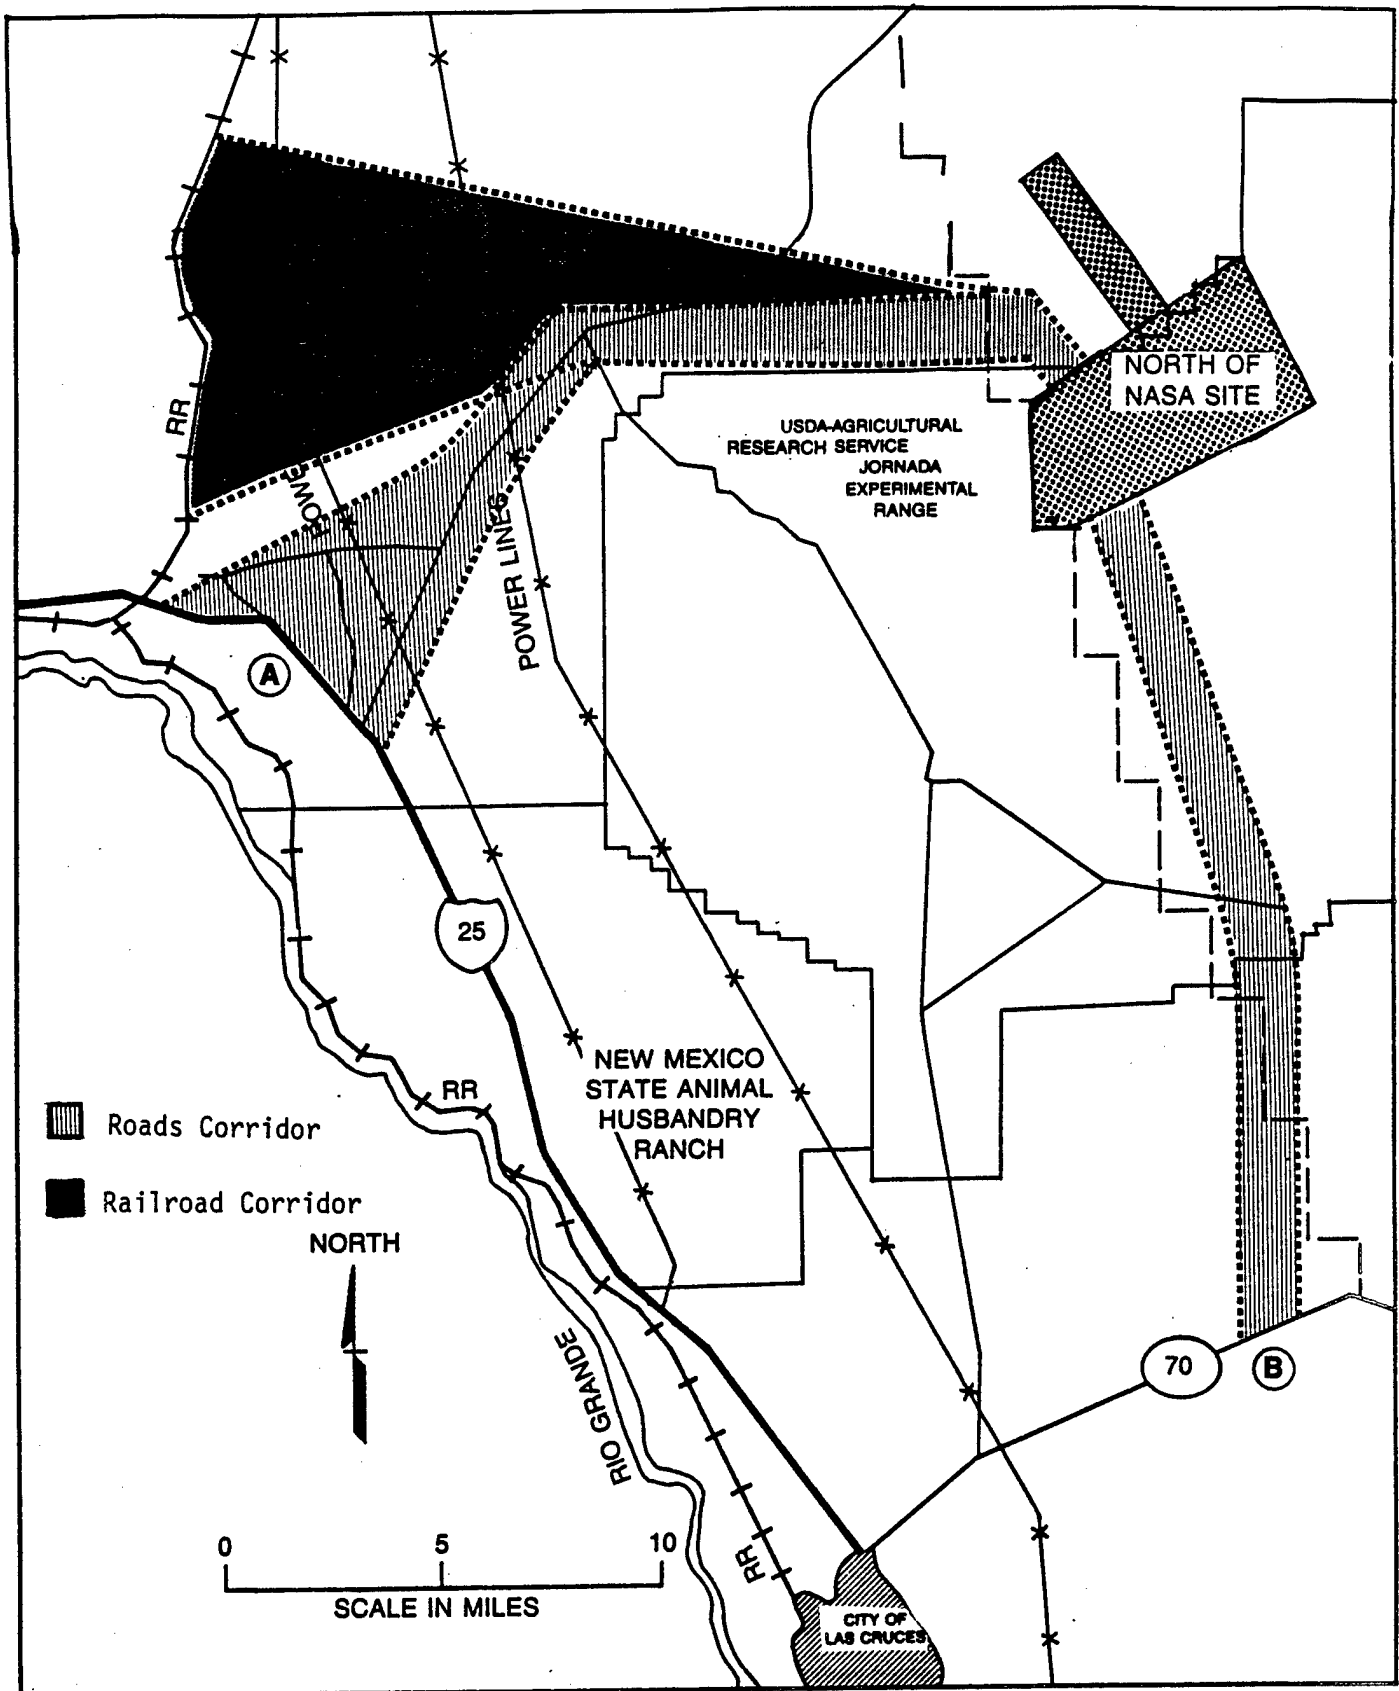 NORTH OF
NASA SITE
RR
USDA-AGRICULTURAL
RESEARCH SERVICE
JORNADA
EXPERIMENTAL
RANGE
POWE
POWER LINES
A
25
NEW MEXICO
STATE ANIMAL
HUSBANDRY
RANCH
RR
Roads Corridor
Railroad Corridor
NORTH
RIO GRANDE
70
B
0 5 10
SCALE IN MILES
RR
CITY OF
LAS CRUCES